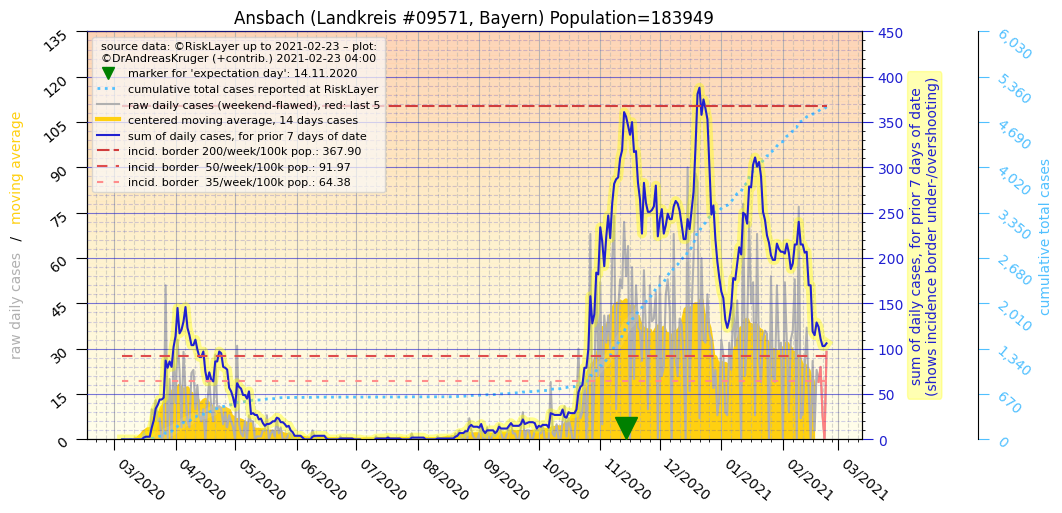 Ansbach (Landkreis #09571, Bayern) Population=183949
source data: ©RiskLayer up to 2021-02-23 – plot:
©DrAndreasKruger (+contrib.) 2021-02-23 04:00
marker for 'expectation day': 14.11.2020
cumulative total cases reported at RiskLayer
raw daily cases (weekend-flawed), red: last 5
centered moving average, 14 days cases
sum of daily cases, for prior 7 days of date
incid. border 200/week/100k pop.: 367.90
incid. border 50/week/100k pop.: 91.97
incid. border 35/week/100k pop.: 64.38
raw daily cases / moving average
135
120
105
90
75
60
45
30
15
0
03/2020
04/2020
05/2020
06/2020
07/2020
08/2020
09/2020
10/2020
11/2020
12/2020
01/2021
02/2021
03/2021
450
400
350
300
250
200
150
100
50
0
sum of daily cases, for prior 7 days of date
(shows incidence border under-/overshooting)
6,030
5,360
4,690
4,020
3,350
2,680
2,010
1,340
670
0
cumulative total cases